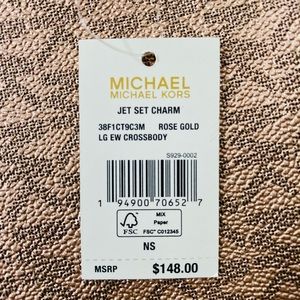 MICHAEL
MICHAEL KORS
JET SET CHARM
38F1CT9C3M ROSE GOLD
LG EW CROSSBODY
S929-0002
1 94900 70652 7
FSC
MIX
Paper
FSC® C012345
NS
MSRP $148.00